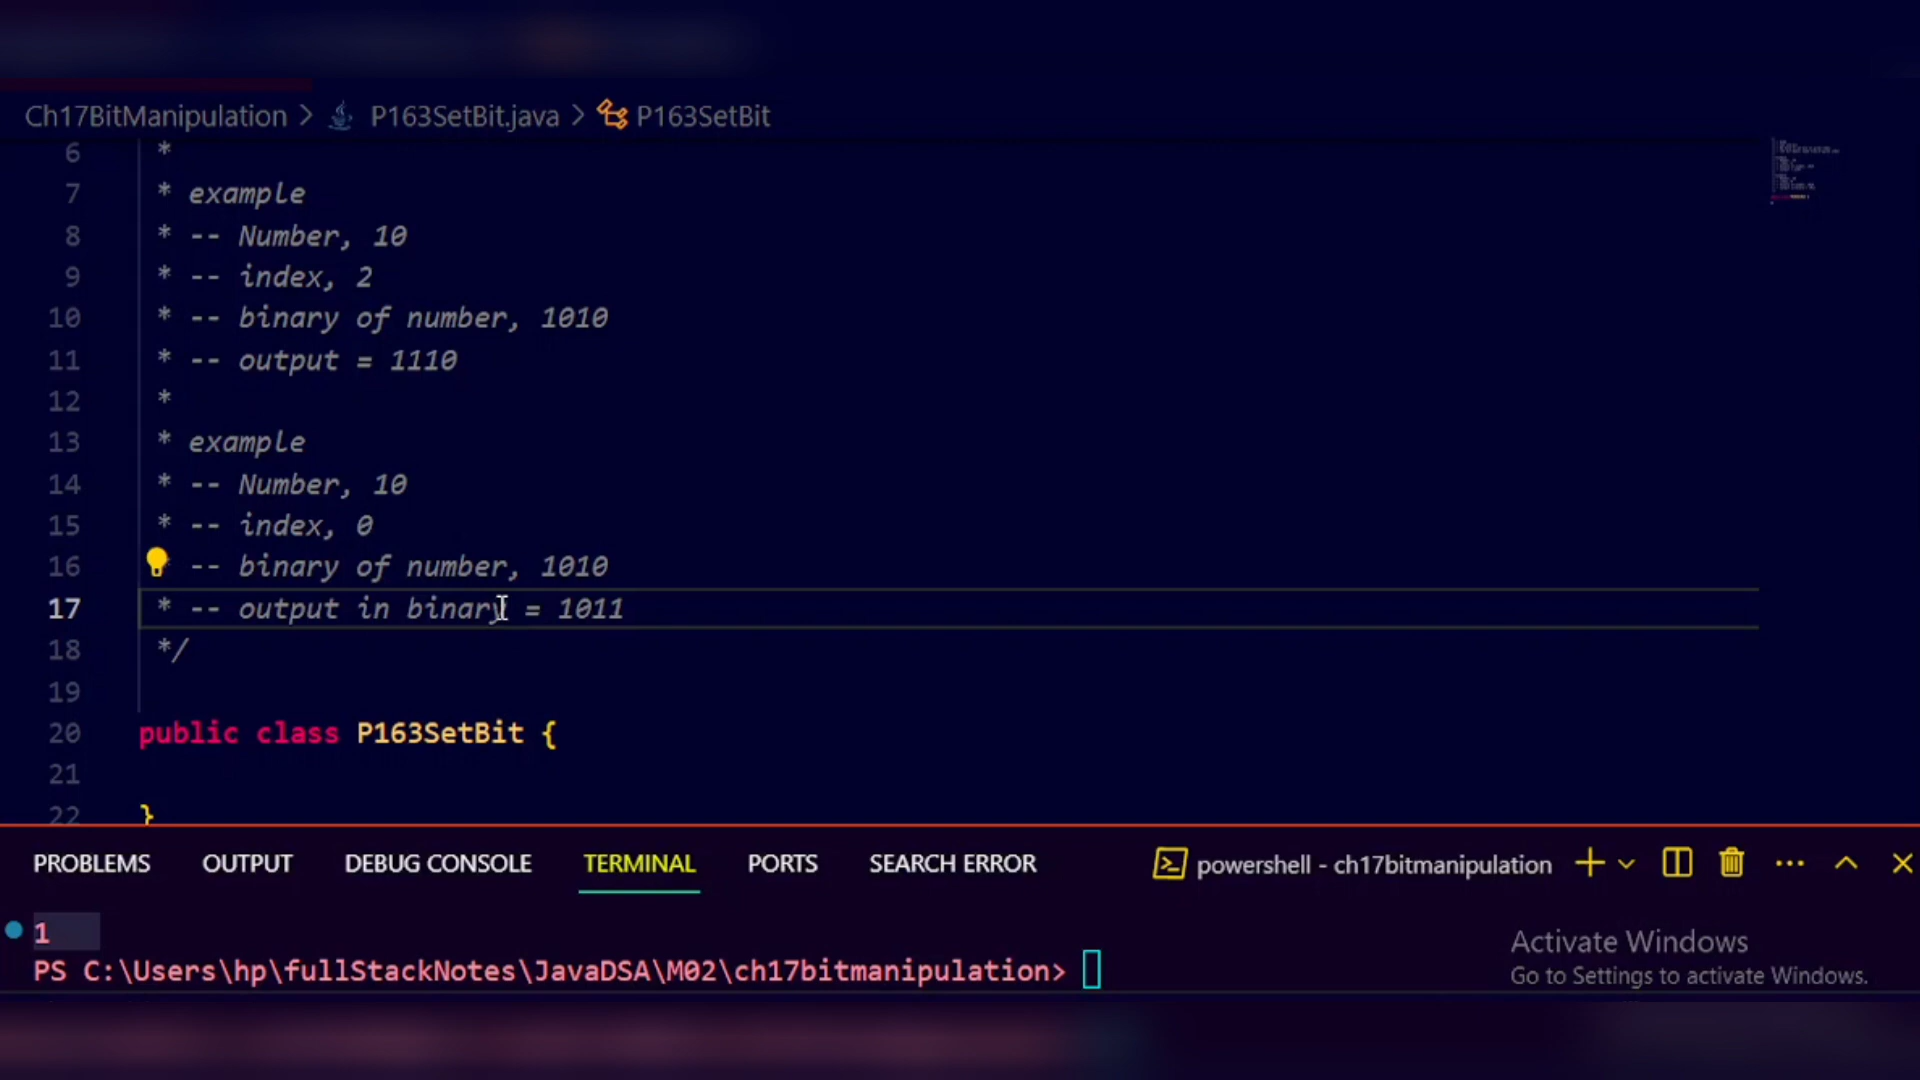 Ch17BitManipulation > P163SetBit.java > P163SetBit
6 *
7 * example
8 * -- Number, 10
9 * -- index, 2
10 * -- binary of number, 1010
11 * -- output = 1110
12 *
13 * example
14 * -- Number, 10
15 * -- index, 0
16 -- binary of number, 1010
17 * -- output in binary = 1011
18 */
19
20 public class P163SetBit {
21
22 }
PROBLEMS OUTPUT DEBUG CONSOLE TERMINAL PORTS SEARCH ERROR powershell - ch17bitmanipulation
1
PS C:\Users\hp\fullStackNotes\JavaDSA\M02\ch17bitmanipulation>
Activate Windows
Go to Settings to activate Windows.